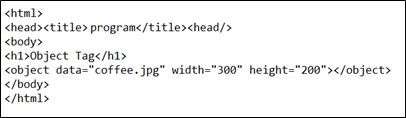 <html>
<head><title>program</title><head/>
<body>
<h1>Object Tag</h1>
<object data="coffee.jpg" width="300" height="200"></object>
</body>
</html>